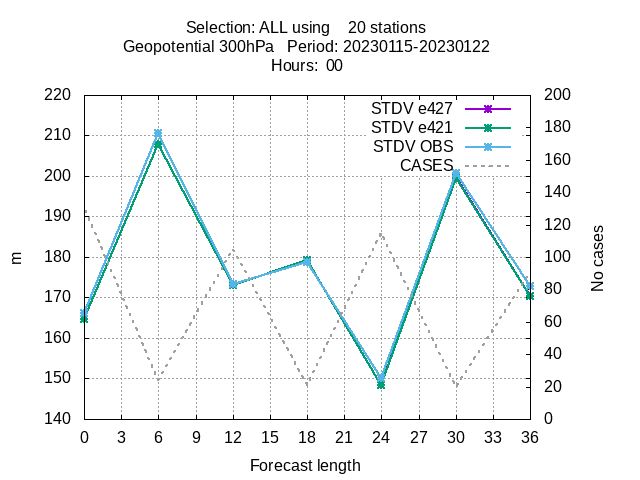 Selection: ALL using    20 stations
Geopotential 300hPa   Period: 20230115-20230122
Hours:  00
220
210
200
190
180
170
160
150
140
m
STDV e427
STDV e421
STDV OBS
CASES
200
180
160
140
120
100
80
60
40
20
0
No cases
0 3 6 9 12 15 18 21 24 27 30 33 36
Forecast length